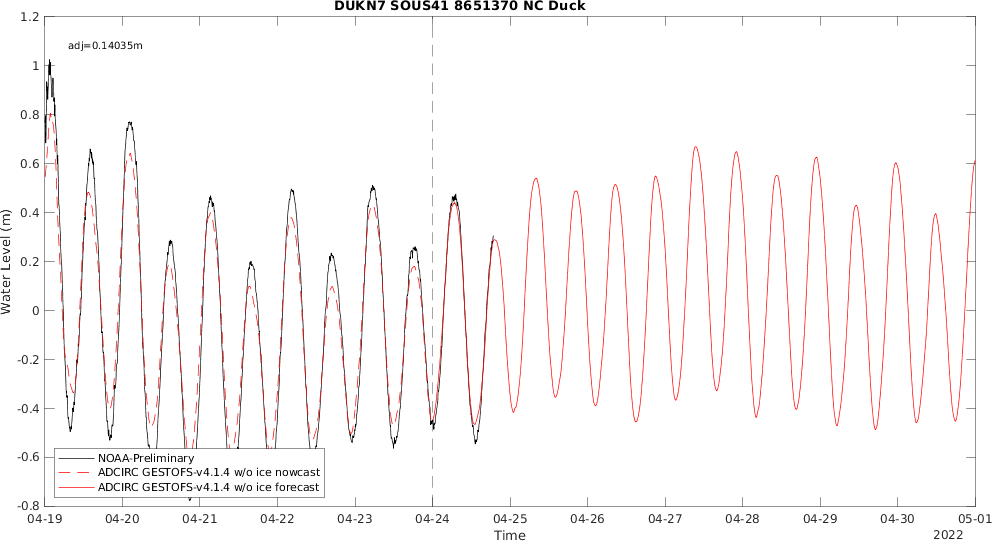 DUKN7 SOUS41 8651370 NC Duck
adj=0.14035m
Water Level (m)
1.2
1
0.8
0.6
0.4
0.2
0
-0.2
-0.4
-0.6
-0.8
NOAA-Preliminary
ADCIRC GESTOFS-v4.1.4 w/o ice nowcast
ADCIRC GESTOFS-v4.1.4 w/o ice forecast
04-19 04-20 04-21 04-22 04-23 04-24 04-25 04-26 04-27 04-28 04-29 04-30 05-01
Time
2022